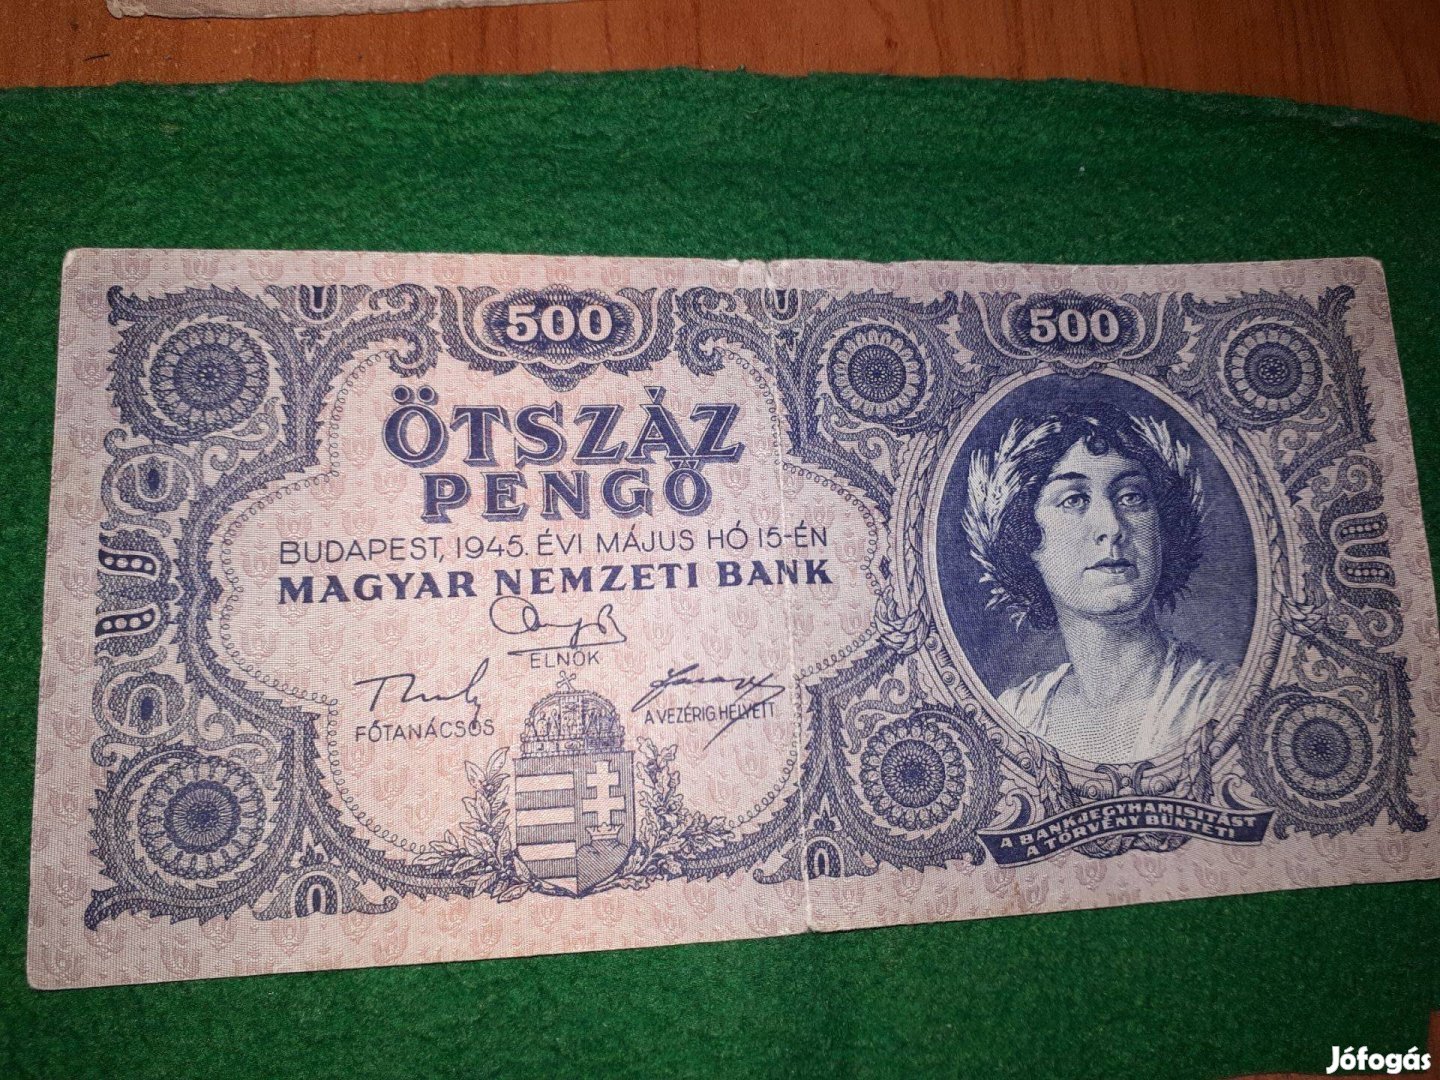 500
500
ÖTSZÁZ
PENGŐ
BUDAPEST, 1945. ÉVI MÁJUS HÓ 15-ÉN
MAGYAR NEMZETI BANK
ELNÖK
FŐTANÁCSOS
A VEZÉRIG. HELYETT
A BANKJEGYHAMISITÁST
A TÖRVÉNY BÜNTETI
Jófogás